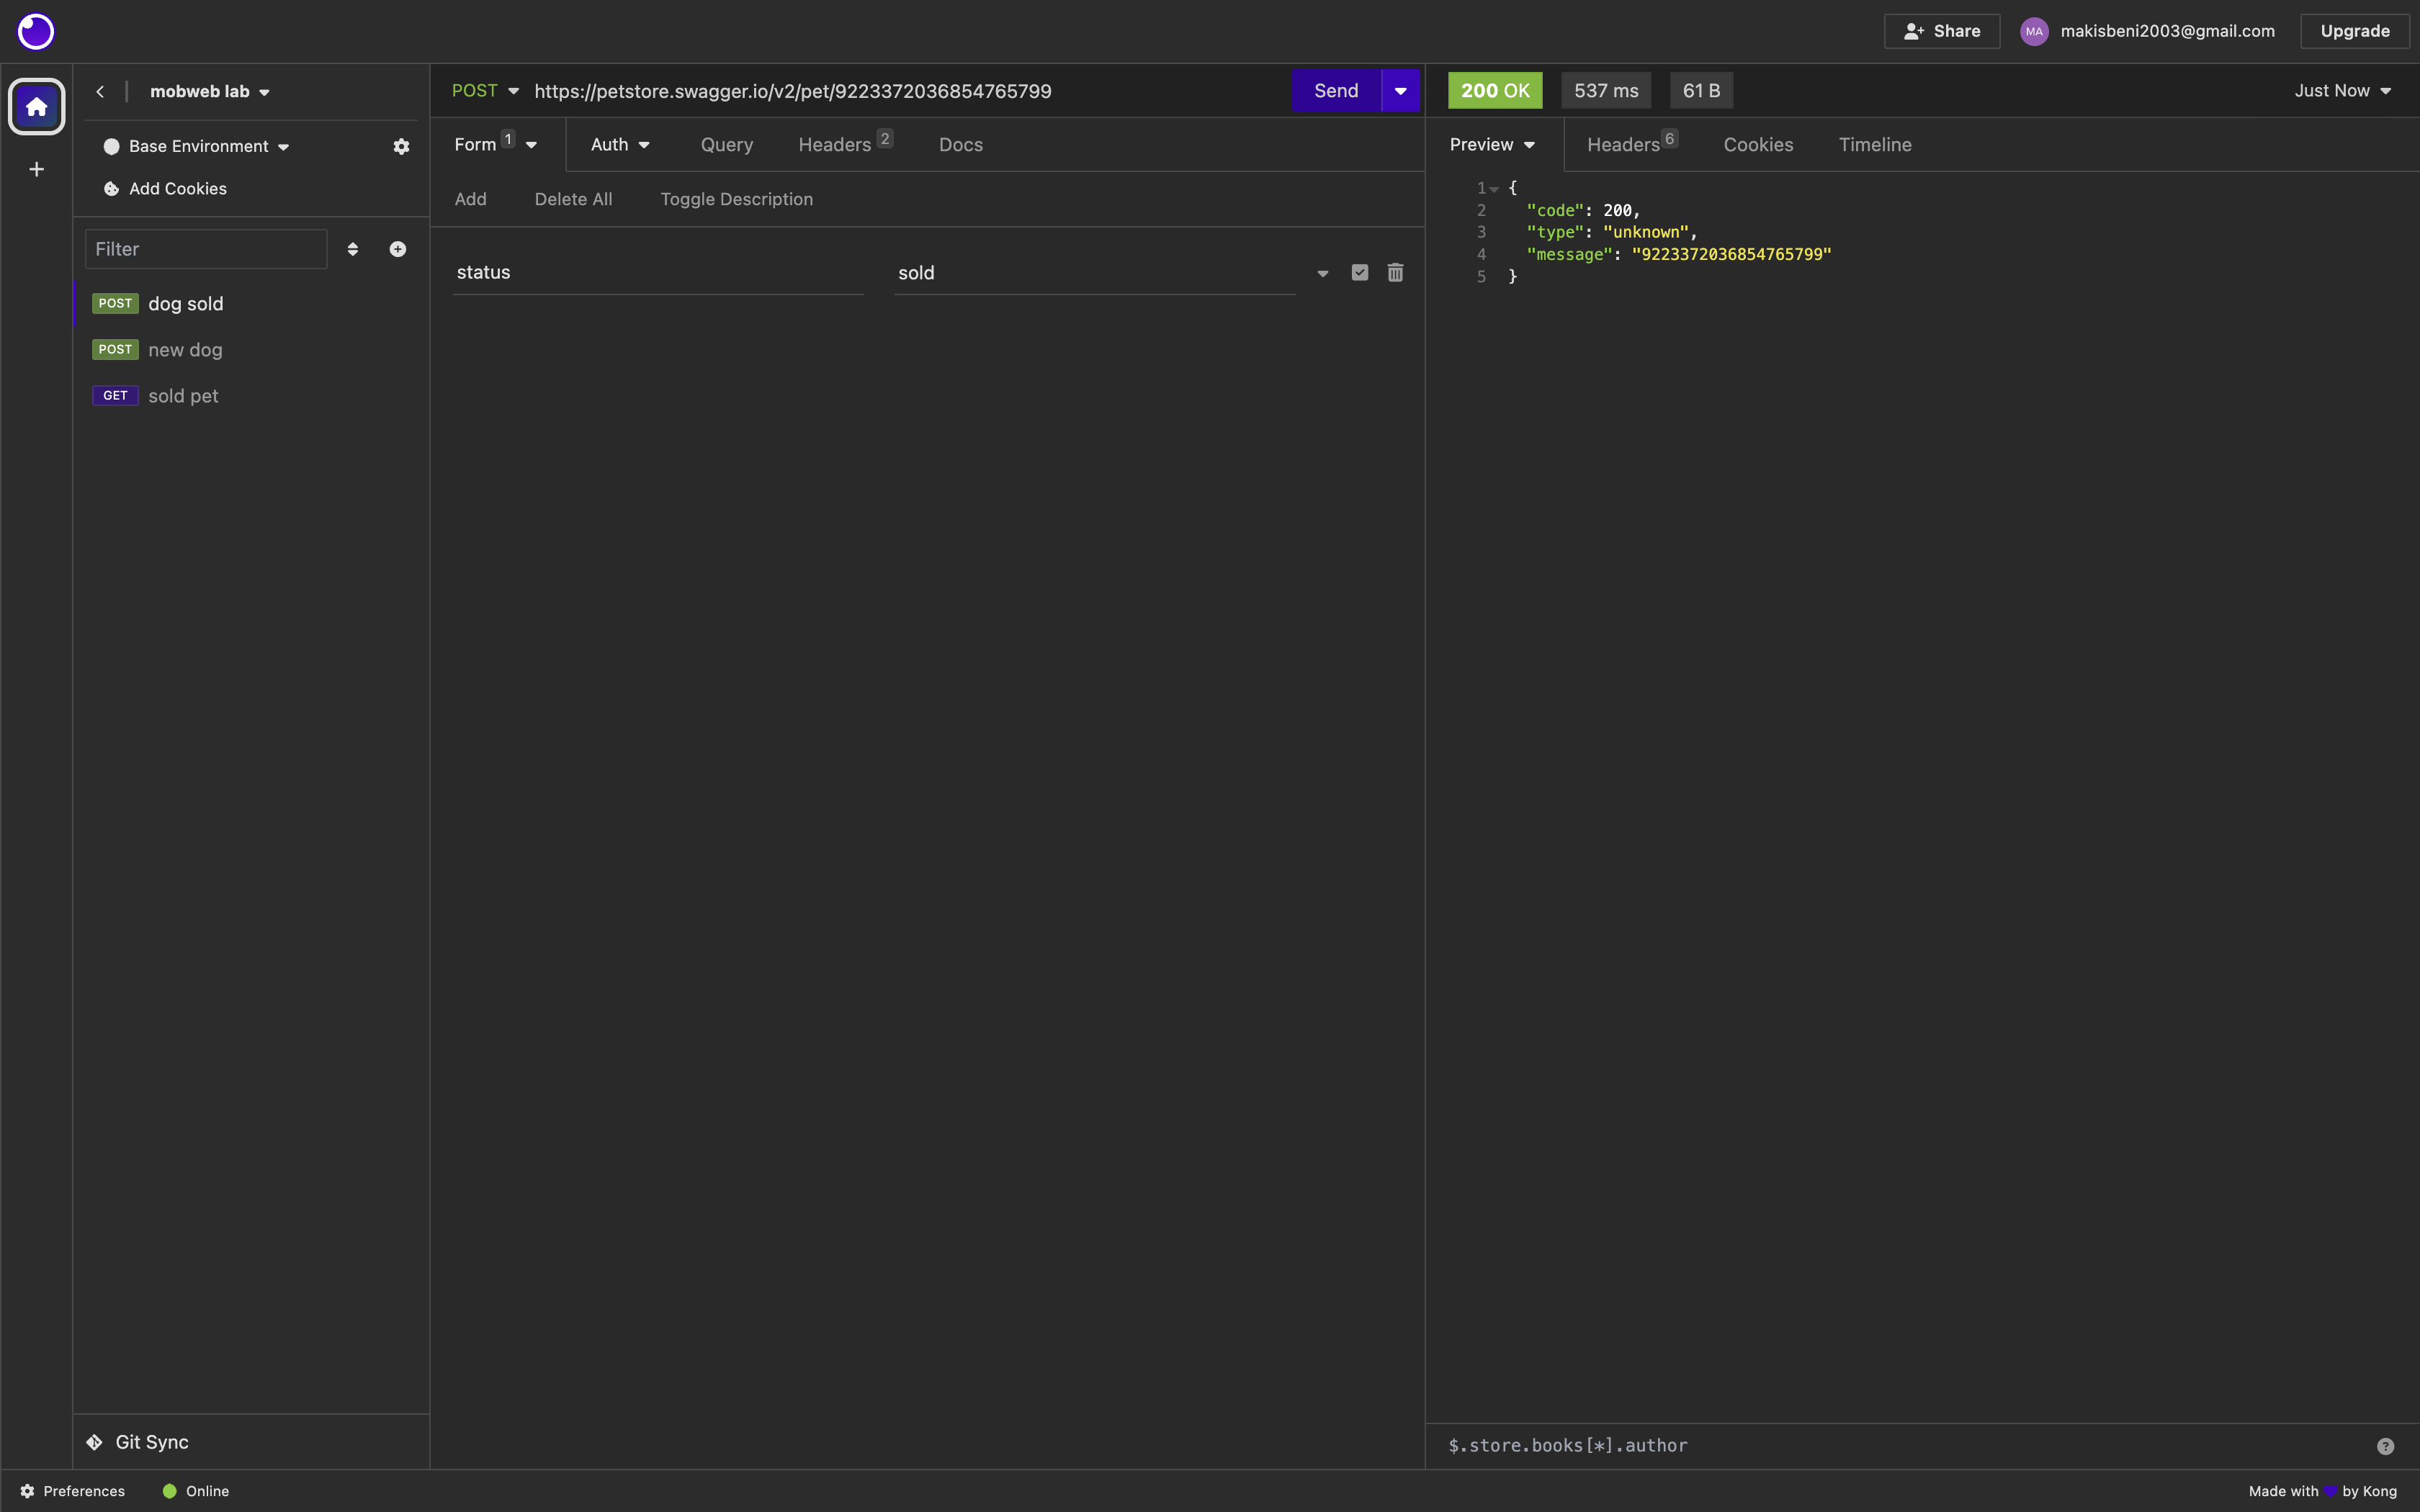 Share
MA
makisbeni2003@gmail.com
Upgrade
mobweb lab
Base Environment
Add Cookies
Filter
POST dog sold
POST new dog
GET sold pet
Git Sync
POST https://petstore.swagger.io/v2/pet/9223372036854765799 Send
Form 1 Auth Query Headers 2 Docs
Add Delete All Toggle Description
status sold
200 OK 537 ms 61 B Just Now
Preview Headers 6 Cookies Timeline
1 {
2 "code": 200,
3 "type": "unknown",
4 "message": "9223372036854765799"
5 }
$.store.books[*].author
Preferences Online Made with by Kong